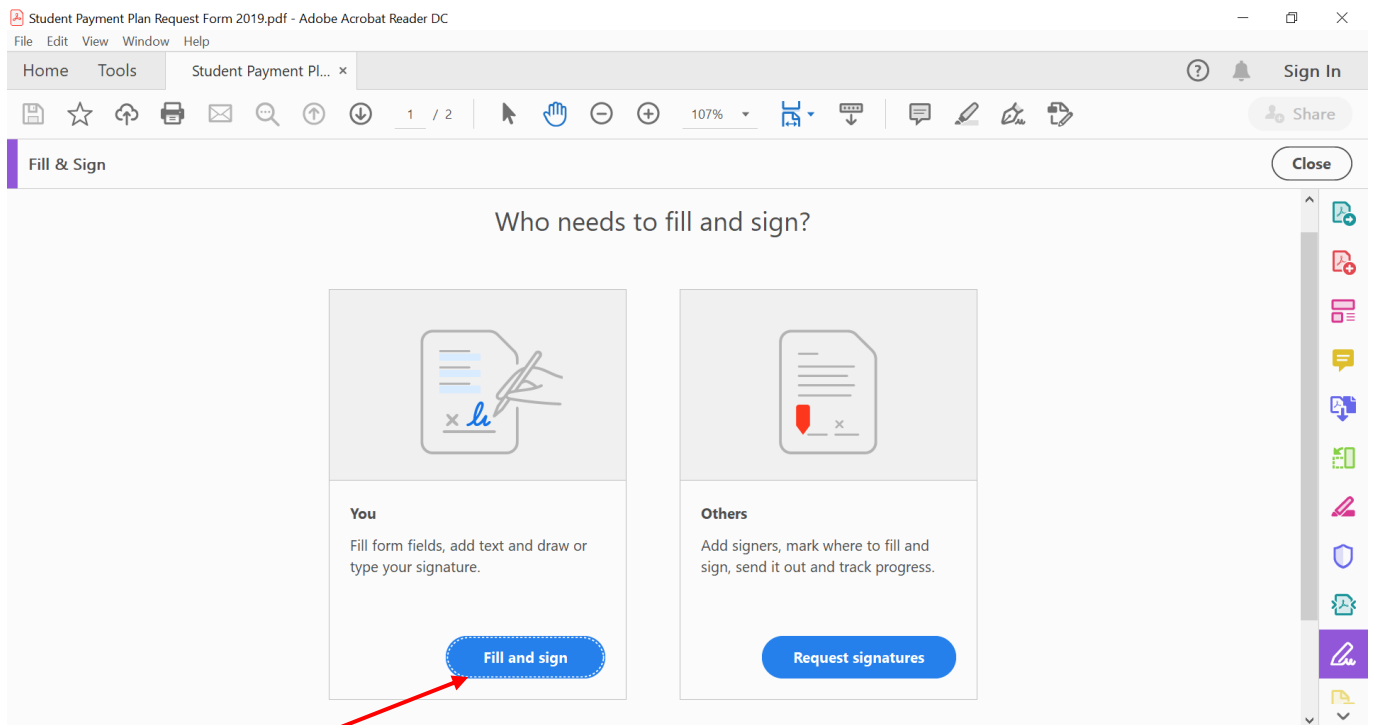 Student Payment Plan Request Form 2019.pdf - Adobe Acrobat Reader DC
File Edit View Window Help
Home Tools Student Payment Pl... × Sign In
1 / 2 107% Share
Fill & Sign Close
Who needs to fill and sign?
You
Fill form fields, add text and draw or
type your signature.
Fill and sign
Others
Add signers, mark where to fill and
sign, send it out and track progress.
Request signatures